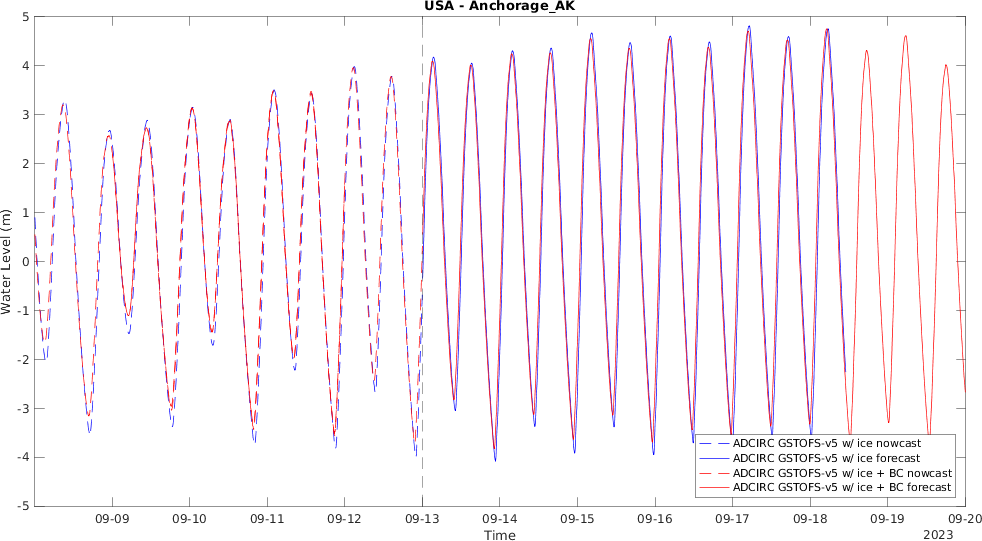 USA - Anchorage_AK
Water Level (m)
5
4
3
2
1
0
-1
-2
-3
-4
-5
ADCIRC GSTOFS-v5 w/ ice nowcast
ADCIRC GSTOFS-v5 w/ ice forecast
ADCIRC GSTOFS-v5 w/ ice + BC nowcast
ADCIRC GSTOFS-v5 w/ ice + BC forecast
09-09 09-10 09-11 09-12 09-13 09-14 09-15 09-16 09-17 09-18 09-19 09-20
Time
2023